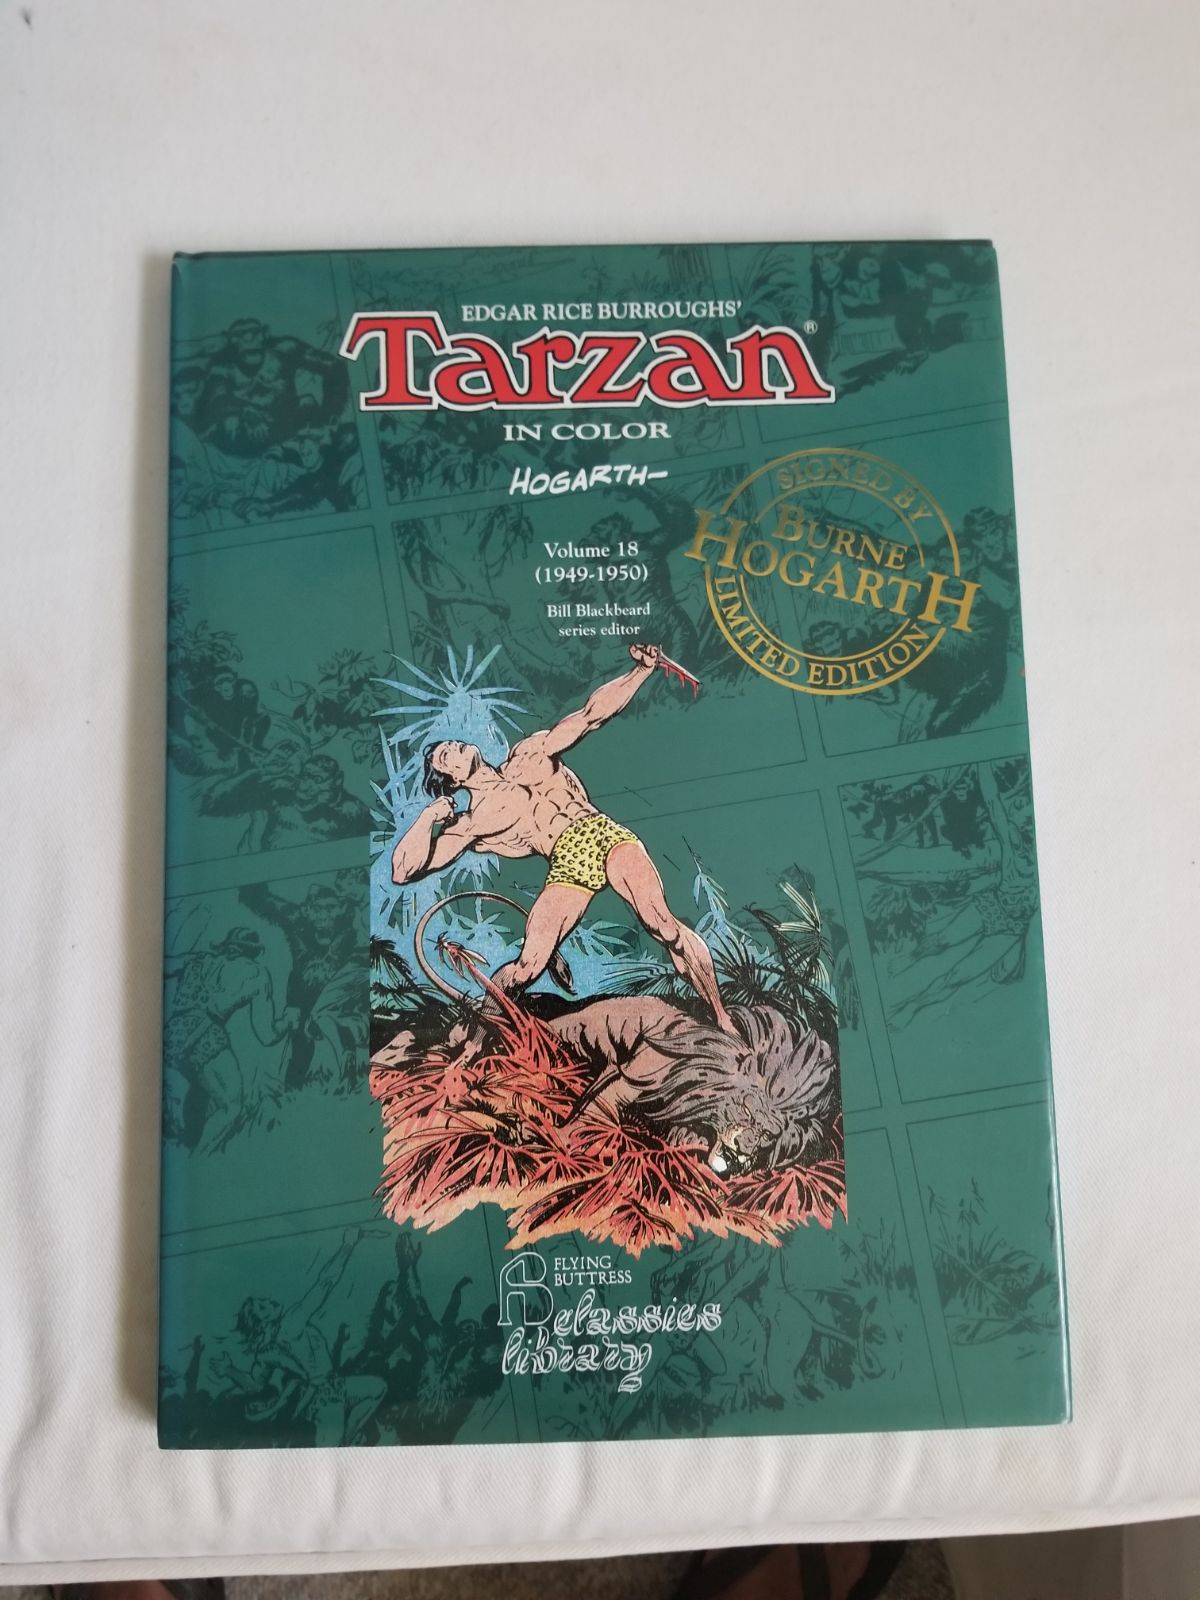 EDGAR RICE BURROUGHS'
Tarzan®
IN COLOR
HOGARTH—
Volume 18
(1949-1950)
Bill Blackbeard
series editor
SIGNED BY
BURNE
HOGARTH
LIMITED EDITION
FLYING
BUTTRESS
classics
library